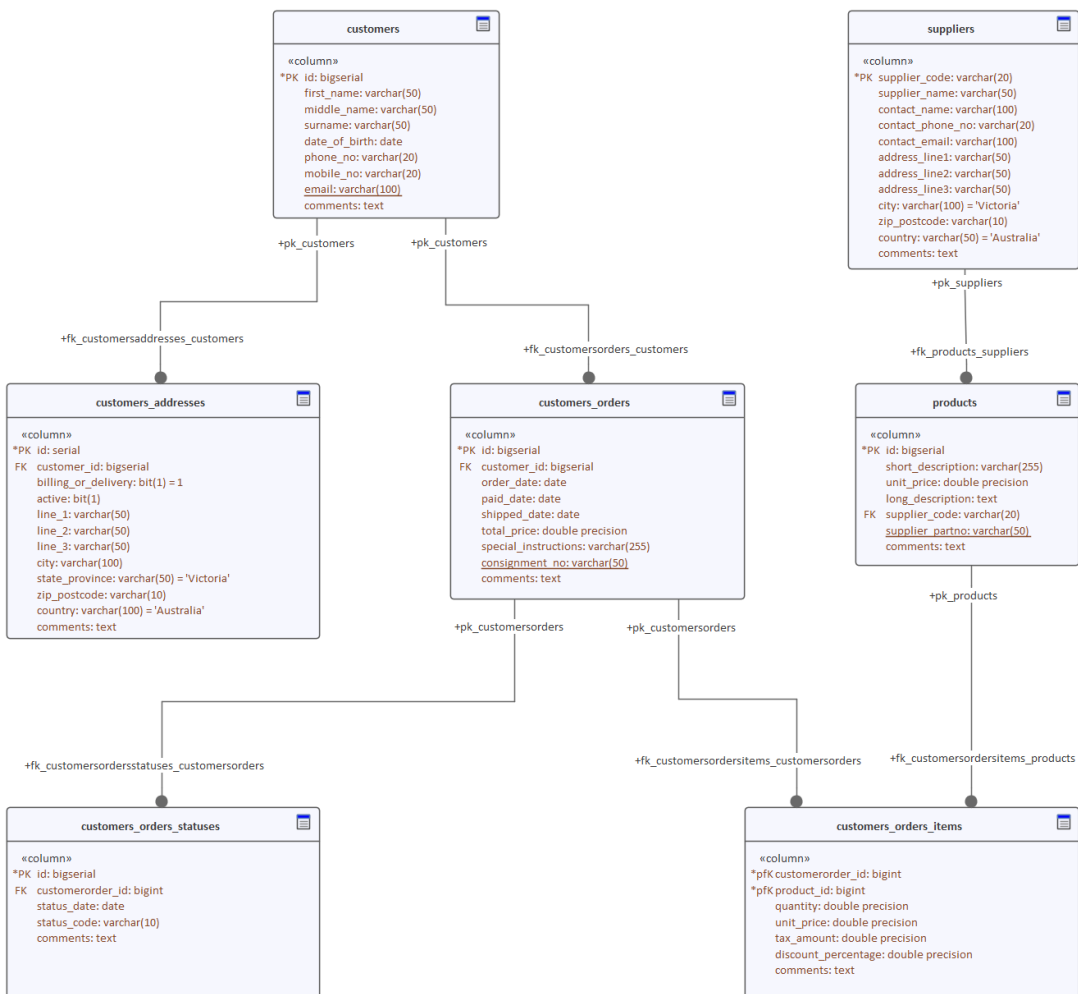 customers
«column»
*PK id: bigserial
first_name: varchar(50)
middle_name: varchar(50)
surname: varchar(50)
date_of_birth: date
phone_no: varchar(20)
mobile_no: varchar(20)
email: varchar(100)
comments: text
suppliers
«column»
*PK supplier_code: varchar(20)
supplier_name: varchar(50)
contact_name: varchar(100)
contact_phone_no: varchar(20)
contact_email: varchar(100)
address_line1: varchar(50)
address_line2: varchar(50)
address_line3: varchar(50)
city: varchar(100) = 'Victoria'
zip_postcode: varchar(10)
country: varchar(50) = 'Australia'
comments: text
+pk_customers
+pk_customers
+pk_suppliers
+fk_customersaddresses_customers
+fk_customersorders_customers
+fk_products_suppliers
customers_addresses
«column»
*PK id: serial
FK customer_id: bigserial
billing_or_delivery: bit(1) = 1
active: bit(1)
line_1: varchar(50)
line_2: varchar(50)
line_3: varchar(50)
city: varchar(100)
state_province: varchar(50) = 'Victoria'
zip_postcode: varchar(10)
country: varchar(100) = 'Australia'
comments: text
customers_orders
«column»
*PK id: bigserial
FK customer_id: bigserial
order_date: date
paid_date: date
shipped_date: date
total_price: double precision
special_instructions: varchar(255)
consignment_no: varchar(50)
comments: text
products
«column»
*PK id: bigserial
short_description: varchar(255)
unit_price: double precision
long_description: text
FK supplier_code: varchar(20)
supplier_partno: varchar(50)
comments: text
+pk_customersorders
+pk_customersorders
+pk_products
+fk_customersordersstatuses_customersorders
+fk_customersordersitems_customersorders
+fk_customersordersitems_products
customers_orders_statuses
«column»
*PK id: bigserial
FK customerorder_id: bigint
status_date: date
status_code: varchar(10)
comments: text
customers_orders_items
«column»
*pfK customerorder_id: bigint
*pfK product_id: bigint
quantity: double precision
unit_price: double precision
tax_amount: double precision
discount_percentage: double precision
comments: text